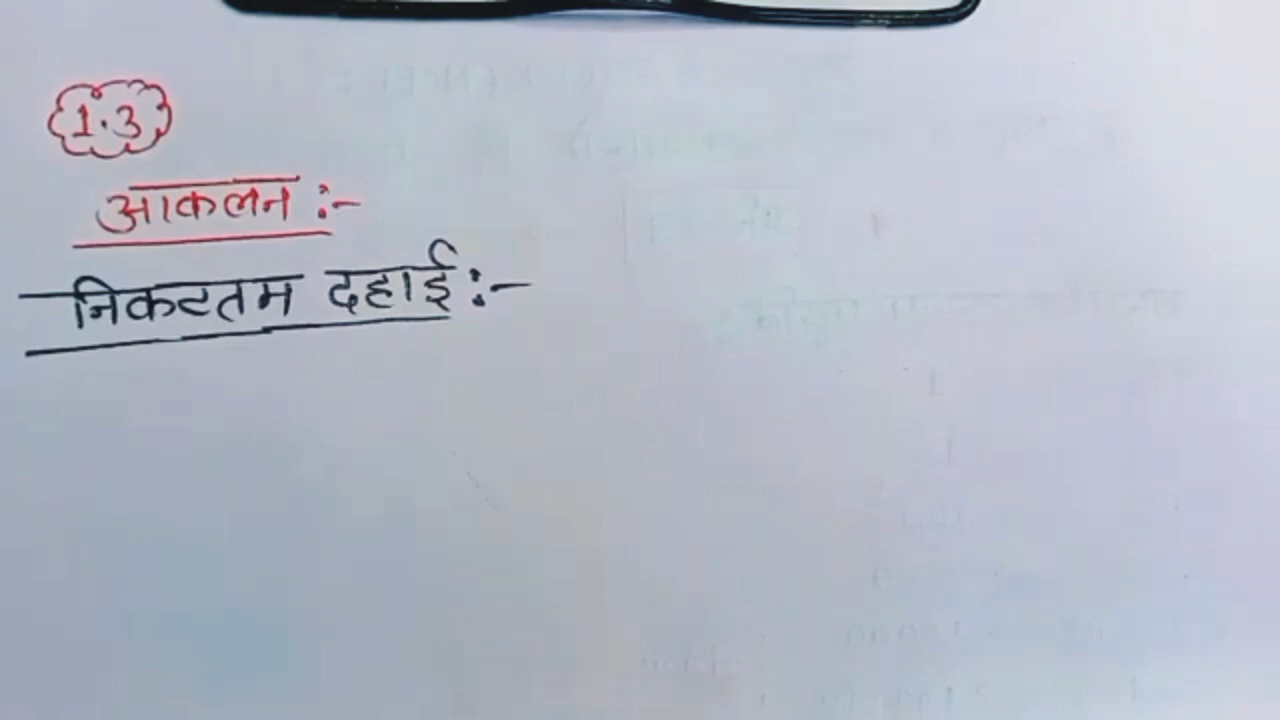 1.3
आकलन :-
निकटतम दहाई :-